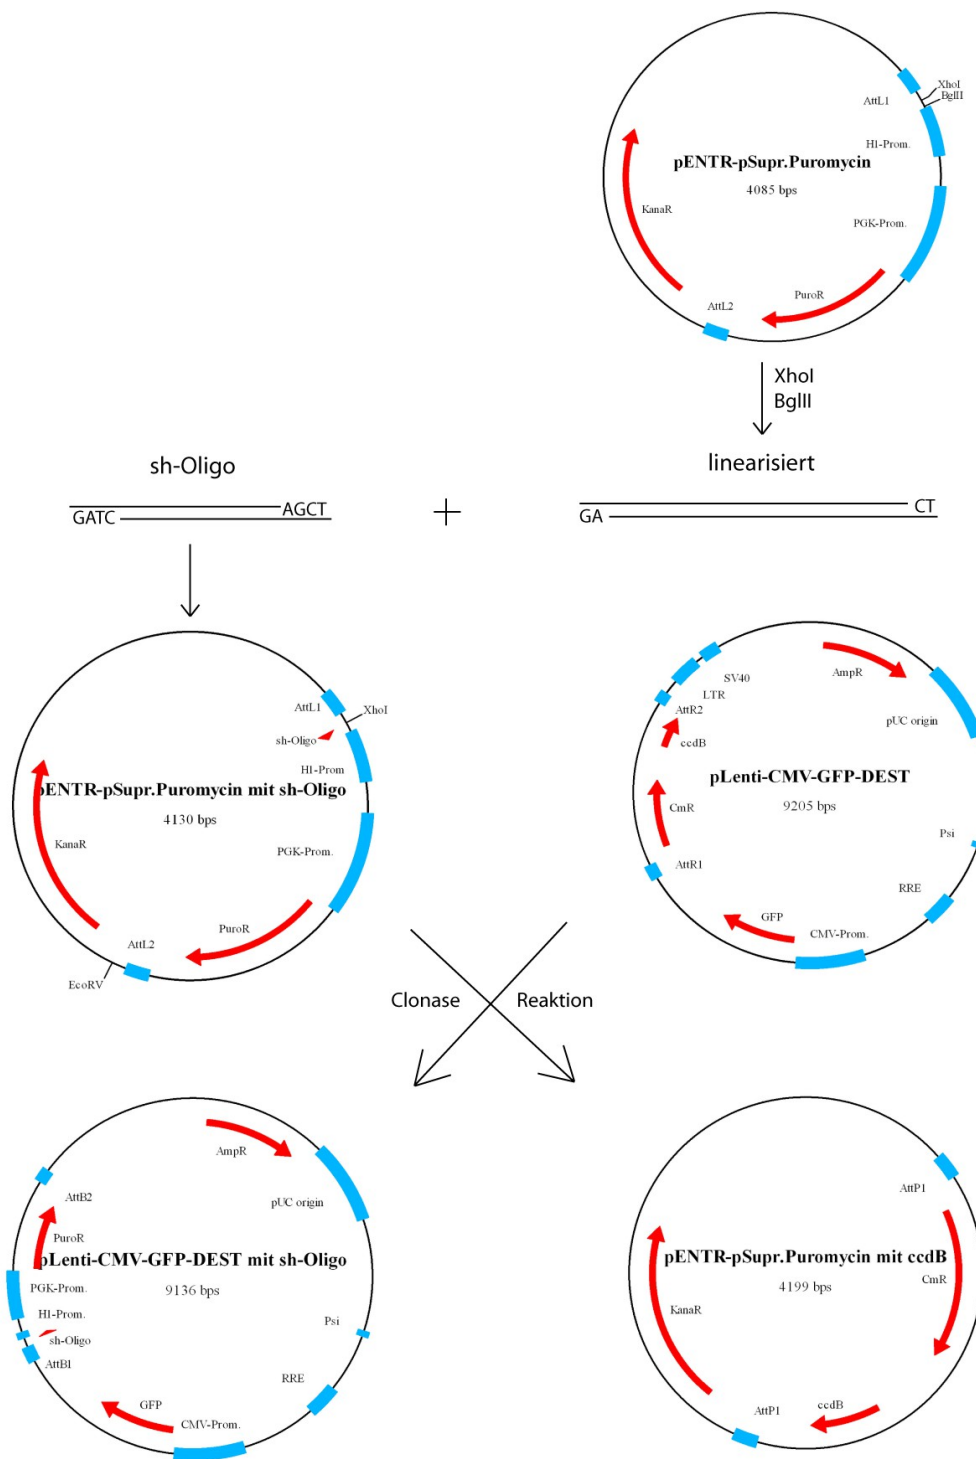 XhoI
BglII
AttL1
H1-Prom.
pENTR-pSupr.Puromycin
4085 bps
KanaR
PGK-Prom.
PuroR
AttL2
XhoI
BglII
sh-Oligo
linearisiert
AGCT
GATC
+
CT
GA
AttL1
XhoI
sh-Oligo
H1-Prom
pENTR-pSupr.Puromycin mit sh-Oligo
4130 bps
KanaR
PGK-Prom.
PuroR
AttL2
EcoRV
AmpR
SV40
LTR
AttR2
pUC origin
ccdB
pLenti-CMV-GFP-DEST
9205 bps
CmR
Psi
AttR1
RRE
GFP
CMV-Prom.
Clonase
Reaktion
AmpR
AttB2
pUC origin
PuroR
pLenti-CMV-GFP-DEST mit sh-Oligo
9136 bps
PGK-Prom.
H1-Prom.
Psi
sh-Oligo
AttB1
RRE
GFP
CMV-Prom.
AttP1
pENTR-pSupr.Puromycin mit ccdB
4199 bps
CmR
KanaR
ccdB
AttP1